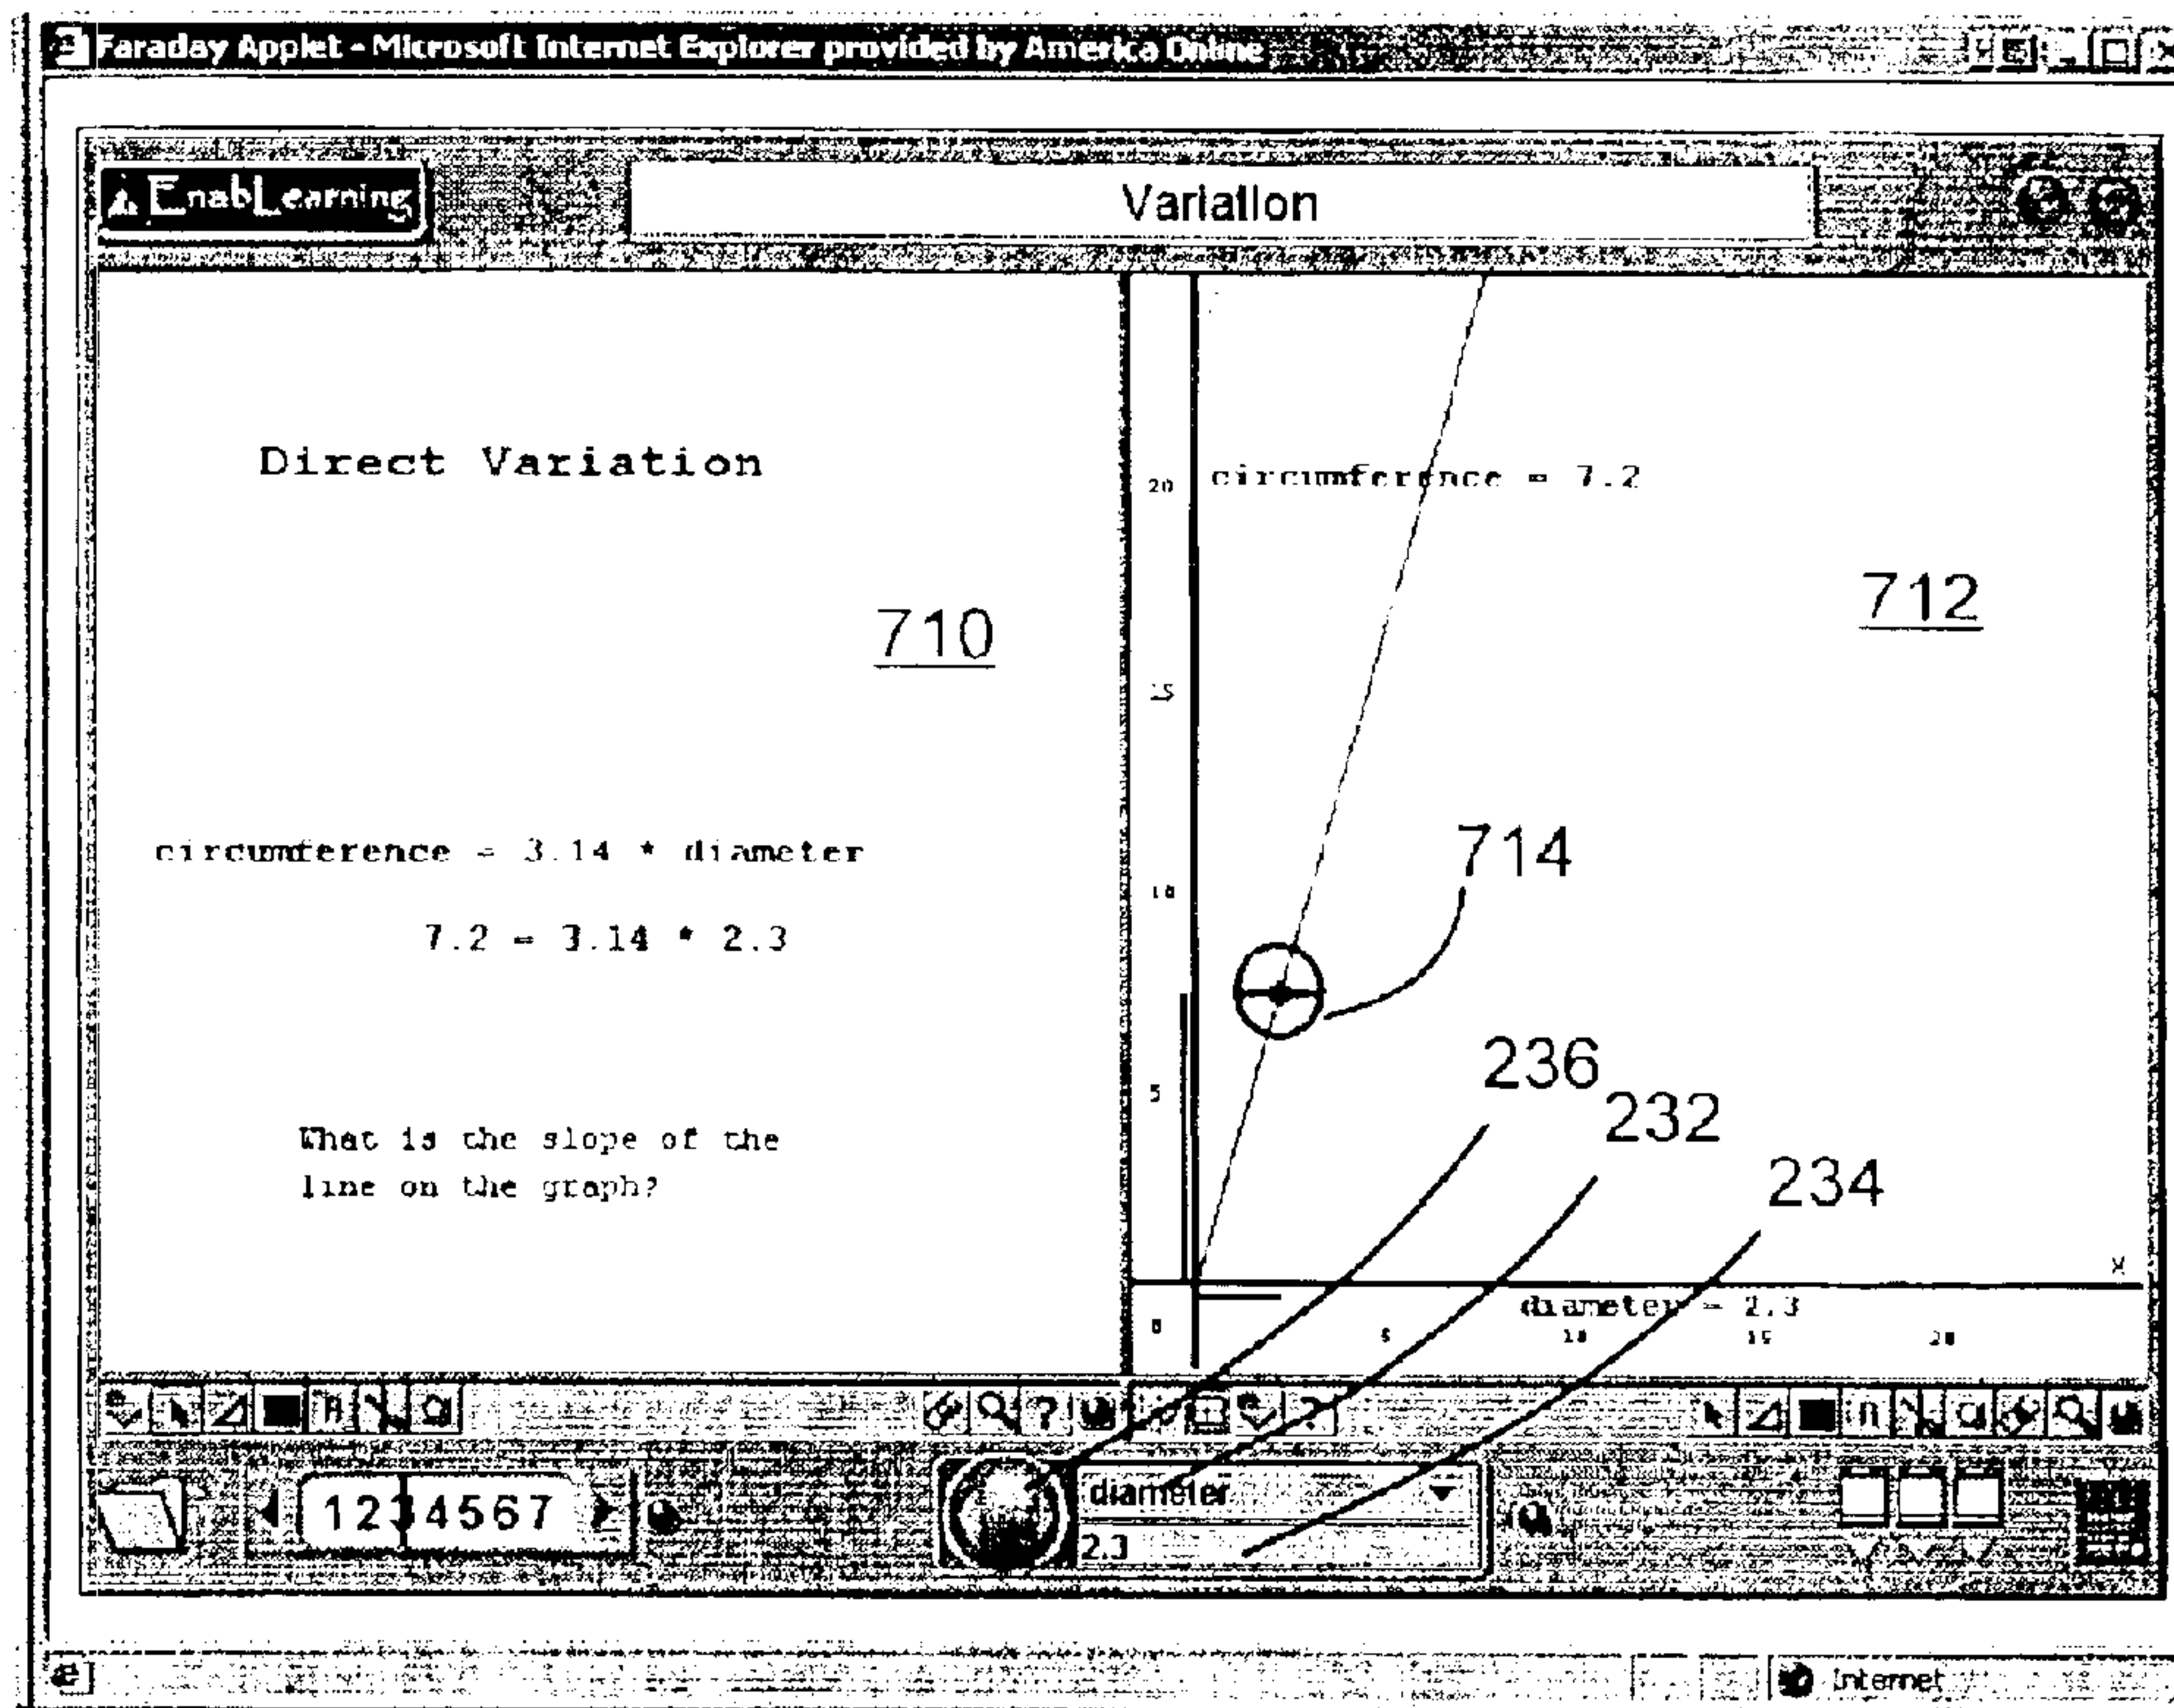 Faraday Applet - Microsoft Internet Explorer provided by America Online
EnabLearning
Variation
Direct Variation
710
circumference = 3.14 * diameter
7.2 = 3.14 * 2.3
What is the slope of the
line on the graph?
20
circumference = 7.2
712
15
714
10
236
232
5
234
x
diameter = 2.3
0
5
10
15
20
1234567
diameter
2.3
Internet